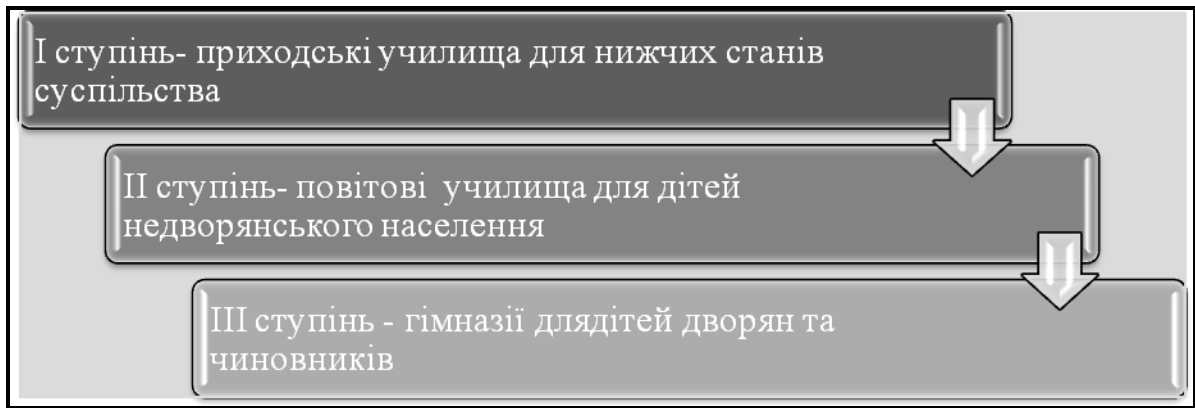 І ступінь- приходські училища для нижчих станів
суспільства
ІІ ступінь- повітові училища для дітей
недворянського населення
ІІІ ступінь - гімназії длядітей дворян та
чиновників